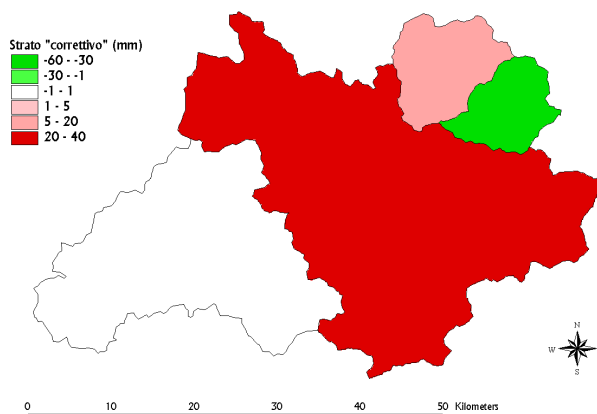 Strato "correttivo" (mm)
-60 - -30
-30 - -1
-1 - 1
1 - 5
5 - 20
20 - 40
N
W
S
0 10 20 30 40 50 Kilometers